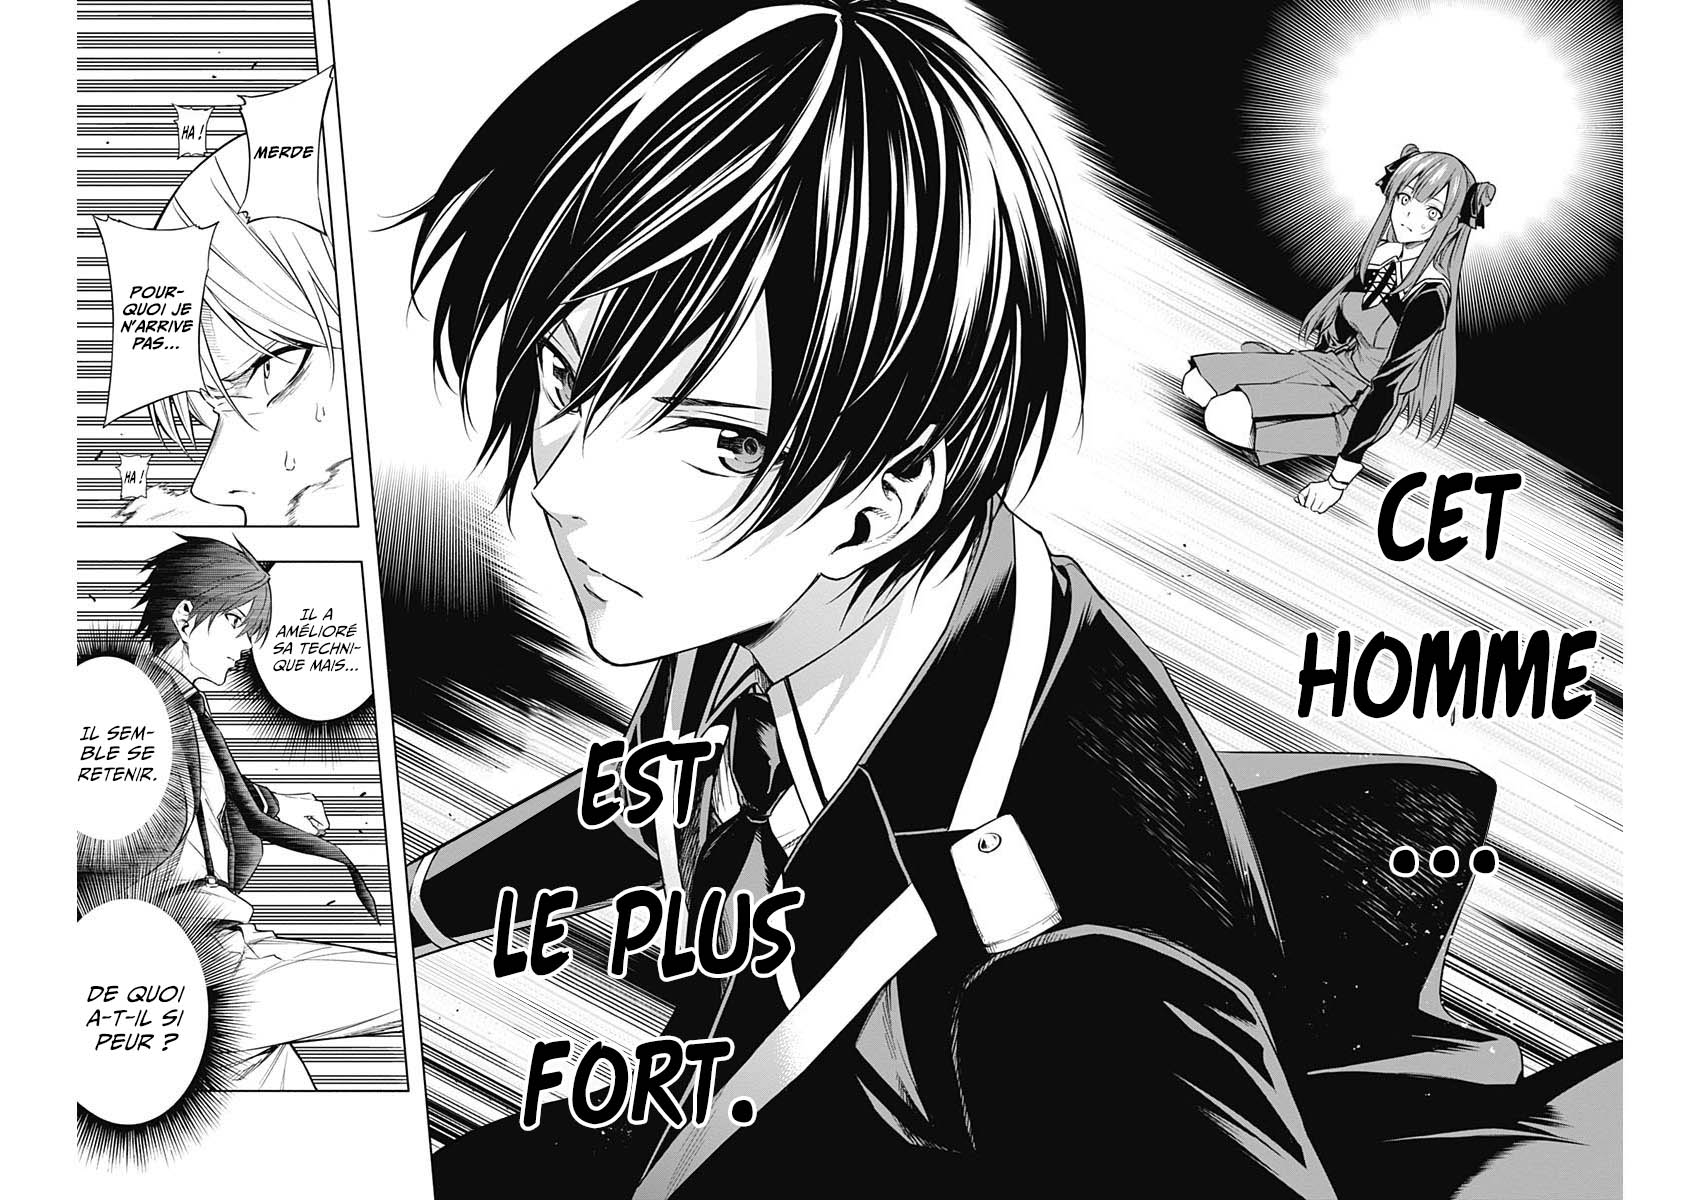 CET
HOMME
...
EST
LE PLUS
FORT.
MERDE
HA !
POUR-
QUOI JE
N'ARRIVE
PAS...
HA !
IL A
AMÉLIORÉ
SA TECHNI-
QUE MAIS...
IL SEM-
BLE SE
RETENIR.
DE QUOI
A-T-IL SI
PEUR ?